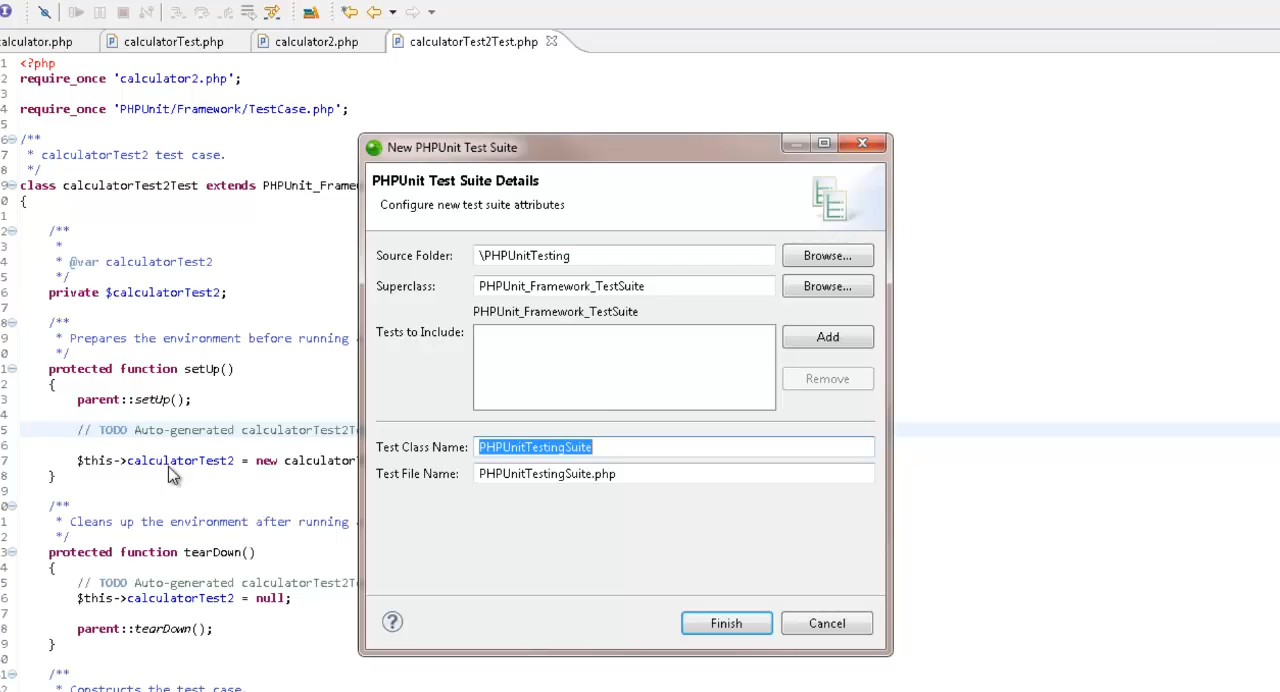 alculator.php
calculatorTest.php
calculator2.php
calculatorTest2Test.php
1 <?php
2 require_once 'calculator2.php';
3
4 require_once 'PHPUnit/Framework/TestCase.php';
5
6 /**
7 * calculatorTest2 test case.
8 */
9 class calculatorTest2Test extends PHPUnit_Frame
0 {
1
2 /**
3 *
4 * @var calculatorTest2
5 */
6 private $calculatorTest2;
7
8 /**
9 * Prepares the environment before running
0 */
1 protected function setUp()
2 {
3 parent::setUp();
4
5 // TODO Auto-generated calculatorTest2T
6
7 $this->calculatorTest2 = new calculator
8 }
9
0 /**
1 * Cleans up the environment after running
2 */
3 protected function tearDown()
4 {
5 // TODO Auto-generated calculatorTest2T
6 $this->calculatorTest2 = null;
7
8 parent::tearDown();
9 }
0
1 /**
2 * Constructs the test case.
New PHPUnit Test Suite
PHPUnit Test Suite Details
Configure new test suite attributes
Source Folder: \PHPUnitTesting Browse...
Superclass: PHPUnit_Framework_TestSuite Browse...
PHPUnit_Framework_TestSuite
Tests to Include: Add
Remove
Test Class Name: PHPUnitTestingSuite
Test File Name: PHPUnitTestingSuite.php
Finish Cancel